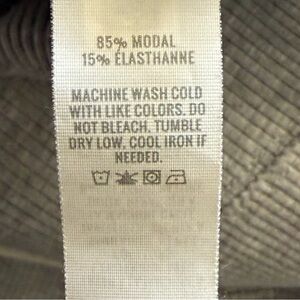 85% MODAL
15% ÉLASTHANNE
MACHINE WASH COLD
WITH LIKE COLORS. DO
NOT BLEACH. TUMBLE
DRY LOW. COOL IRON IF
NEEDED.